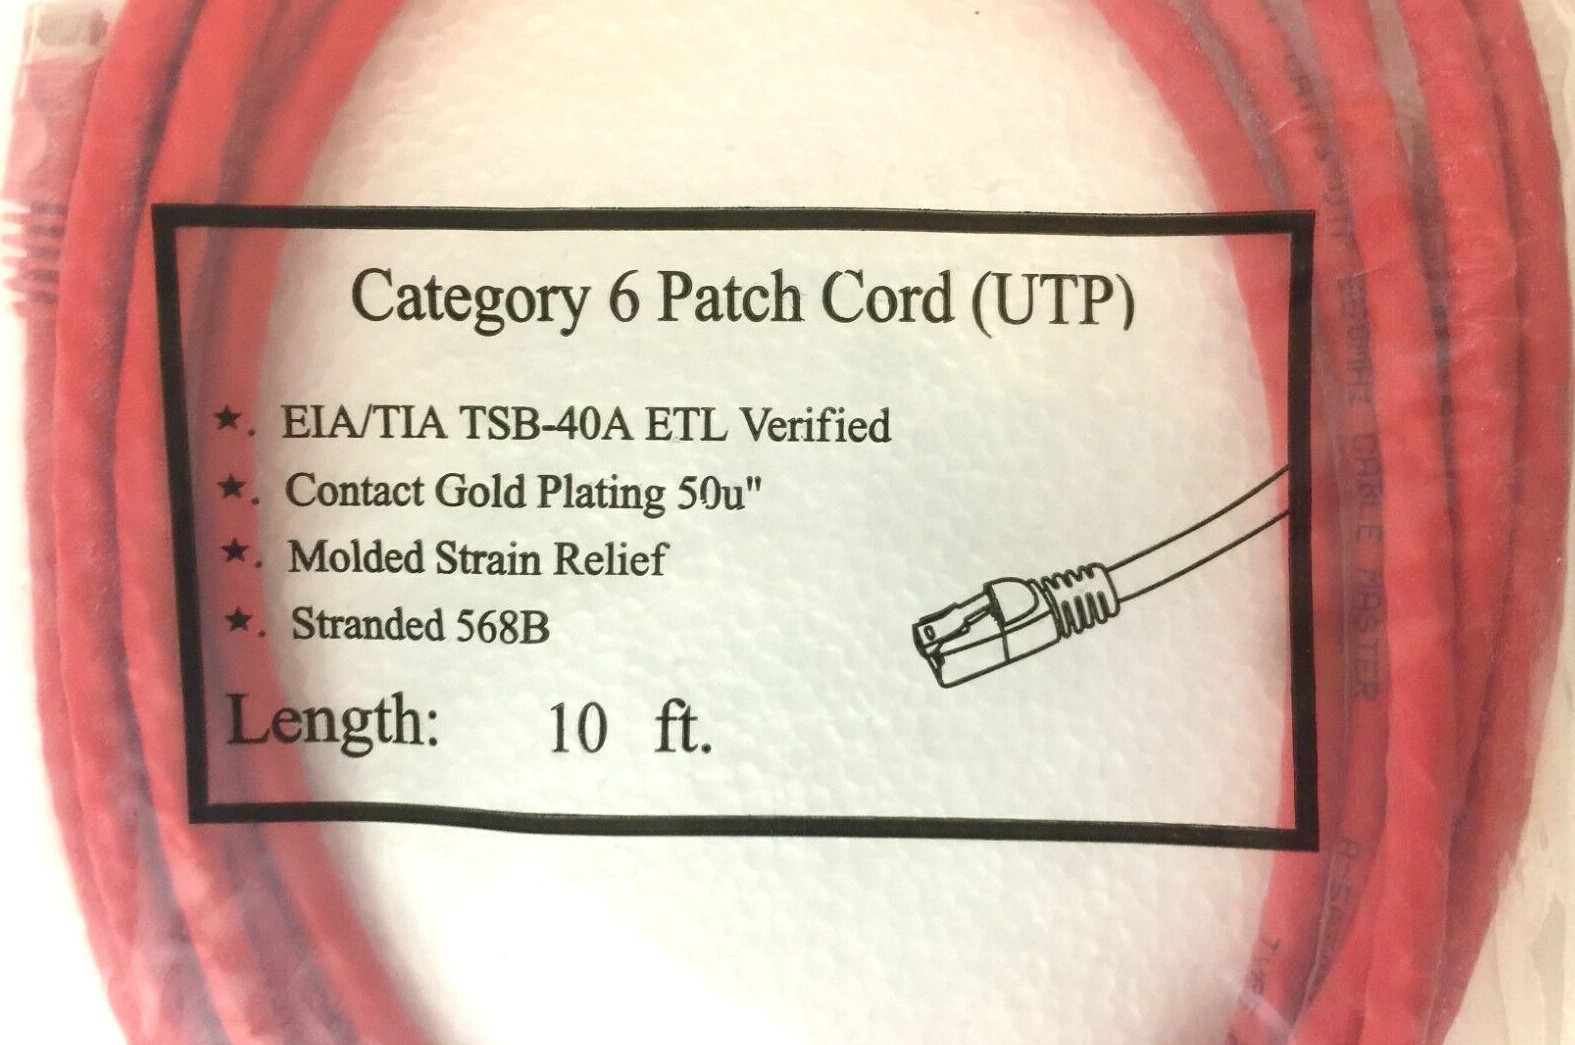 Category 6 Patch Cord (UTP)
★. EIA/TIA TSB-40A ETL Verified
★. Contact Gold Plating 50u"
★. Molded Strain Relief
★. Stranded 568B
Length: 10 ft.
CABLE MASTER